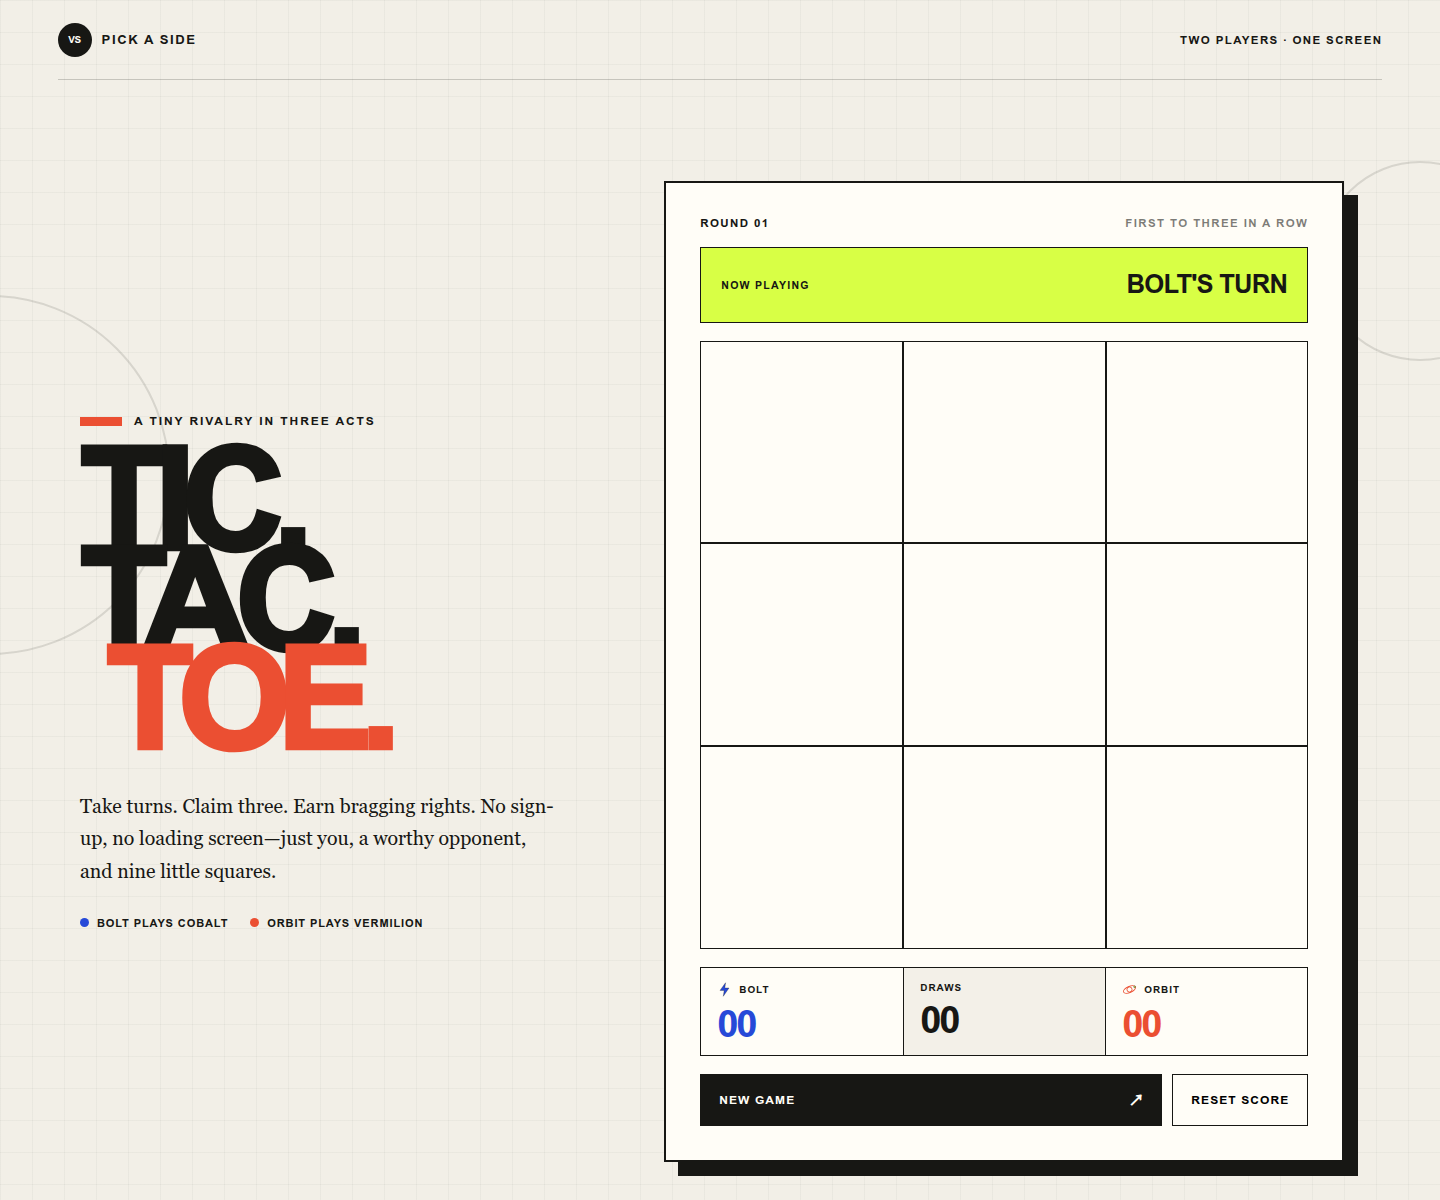 VS PICK A SIDE
TWO PLAYERS · ONE SCREEN
A TINY RIVALRY IN THREE ACTS
TIC.
TAC.
TOE.
Take turns. Claim three. Earn bragging rights. No sign-
up, no loading screen—just you, a worthy opponent,
and nine little squares.
BOLT PLAYS COBALT
ORBIT PLAYS VERMILION
ROUND 01
FIRST TO THREE IN A ROW
NOW PLAYING
BOLT'S TURN
BOLT
00
DRAWS
00
ORBIT
00
NEW GAME ↗
RESET SCORE